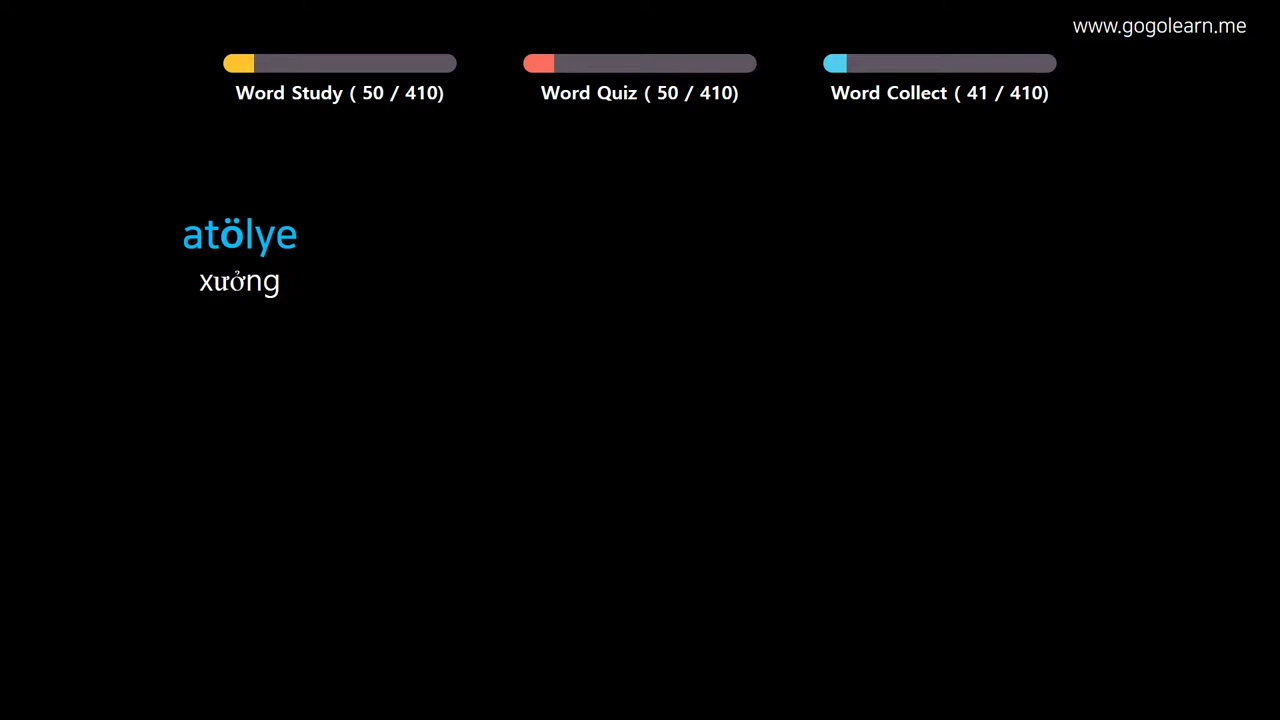 www.gogolearn.me
Word Study ( 50 / 410)
Word Quiz ( 50 / 410)
Word Collect ( 41 / 410)
atölye
xưởng